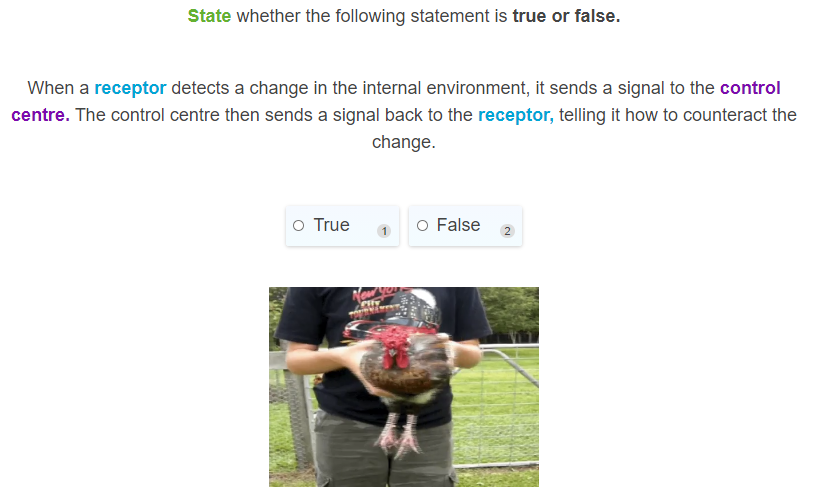 State whether the following statement is true or false.
When a receptor detects a change in the internal environment, it sends a signal to the control
centre. The control centre then sends a signal back to the receptor, telling it how to counteract the
change.
True 1 False 2
New York
TOURNAMENT